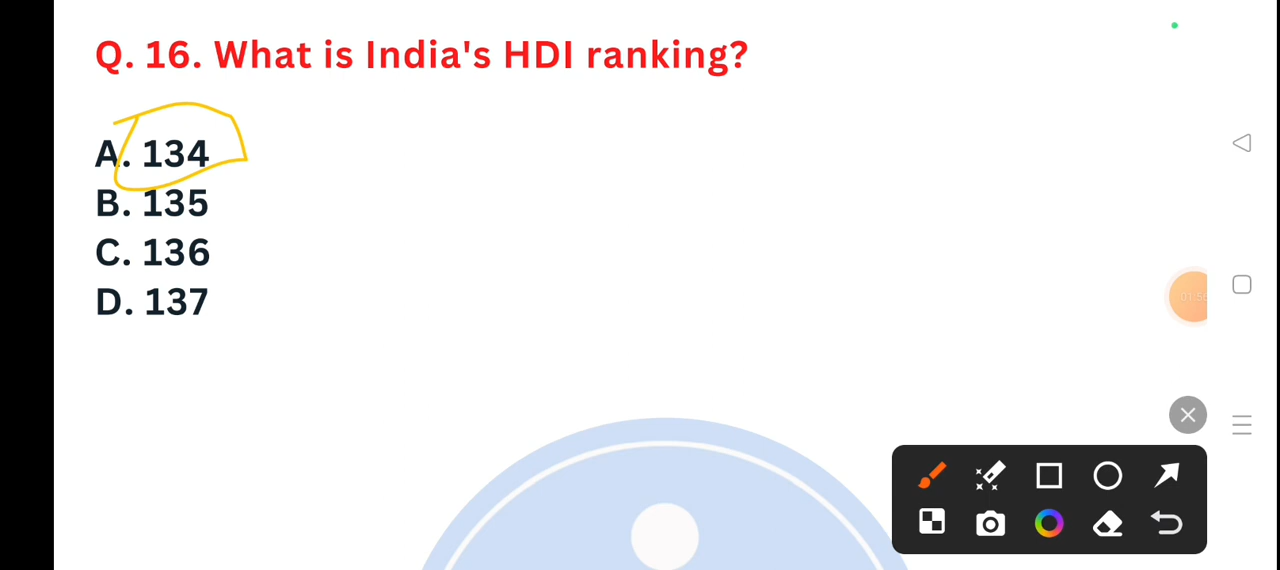 Q. 16. What is India's HDI ranking?
A. 134
B. 135
C. 136
D. 137